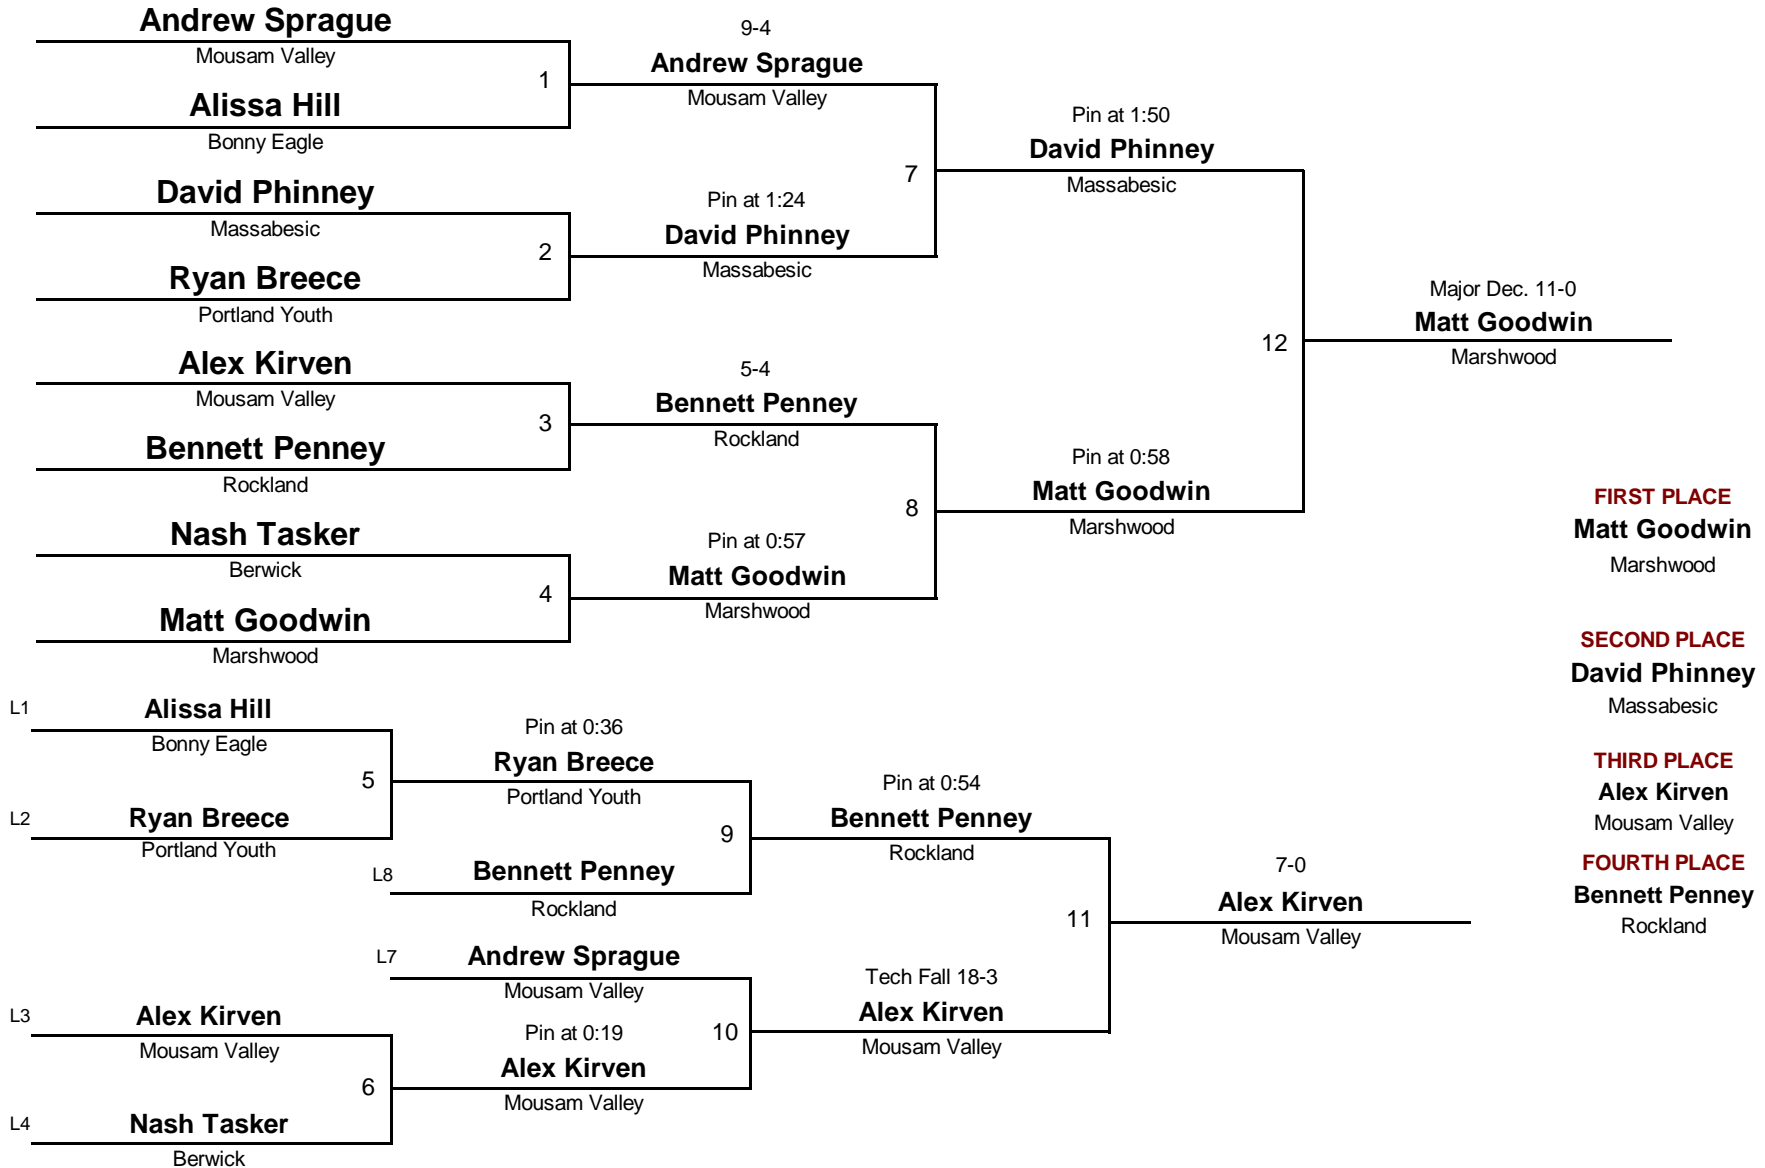 Andrew Sprague
Mousam Valley
1
Alissa Hill
Bonny Eagle
David Phinney
Massabesic
2
Ryan Breece
Portland Youth
Alex Kirven
Mousam Valley
3
Bennett Penney
Rockland
Nash Tasker
Berwick
4
Matt Goodwin
Marshwood
9-4
Andrew Sprague
Mousam Valley
7
Pin at 1:24
David Phinney
Massabesic
5-4
Bennett Penney
Rockland
8
Pin at 0:57
Matt Goodwin
Marshwood
Pin at 1:50
David Phinney
Massabesic
12
Pin at 0:58
Matt Goodwin
Marshwood
Major Dec. 11-0
Matt Goodwin
Marshwood
FIRST PLACE
Matt Goodwin
Marshwood
SECOND PLACE
David Phinney
Massabesic
THIRD PLACE
Alex Kirven
Mousam Valley
FOURTH PLACE
Bennett Penney
Rockland
L1
Alissa Hill
Bonny Eagle
5
L2
Ryan Breece
Portland Youth
L3
Alex Kirven
Mousam Valley
6
L4
Nash Tasker
Berwick
Pin at 0:36
Ryan Breece
Portland Youth
9
L8
Bennett Penney
Rockland
L7
Andrew Sprague
Mousam Valley
10
Pin at 0:19
Alex Kirven
Mousam Valley
Pin at 0:54
Bennett Penney
Rockland
11
Tech Fall 18-3
Alex Kirven
Mousam Valley
7-0
Alex Kirven
Mousam Valley